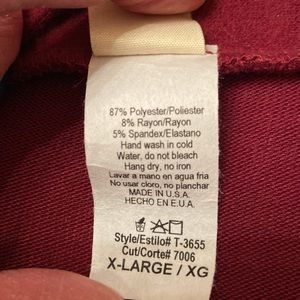 87% Polyester/Poliester
8% Rayon/Rayon
5% Spandex/Elastano
Hand wash in cold
Water, do not bleach
Hang dry, no iron
Lavar a mano en agua fria
No usar cloro, no planchar
MADE IN U.S.A.
HECHO EN E.U.A.
Style/Estilo# T-3655
Cut/Corte# 7006
X-LARGE / XG